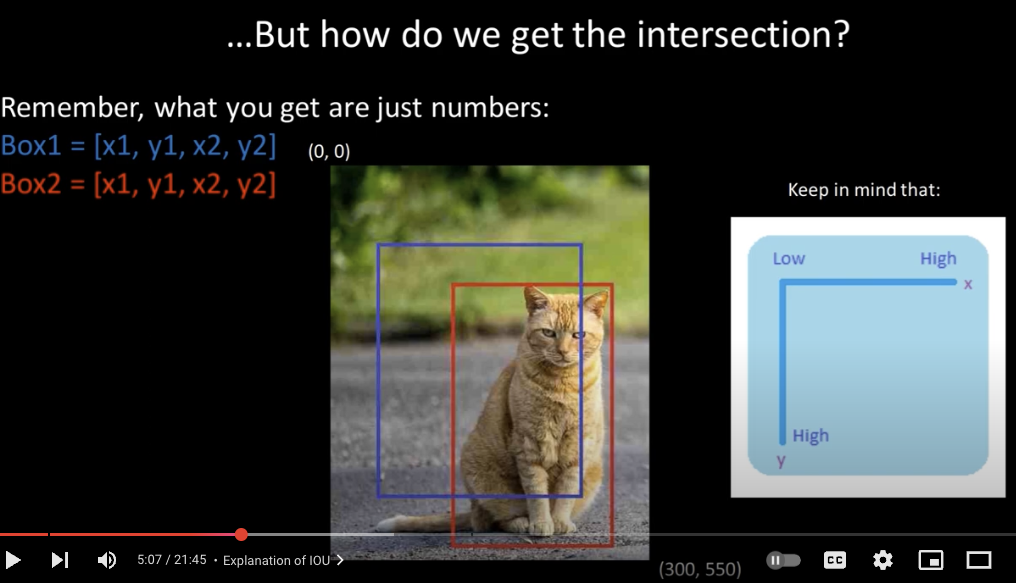 ...But how do we get the intersection?
Remember, what you get are just numbers:
Box1 = [x1, y1, x2, y2]
(0, 0)
Box2 = [x1, y1, x2, y2]
Keep in mind that:
Low High
x
High
y
5:07 / 21:45 • Explanation of IOU
CC
(300, 550)